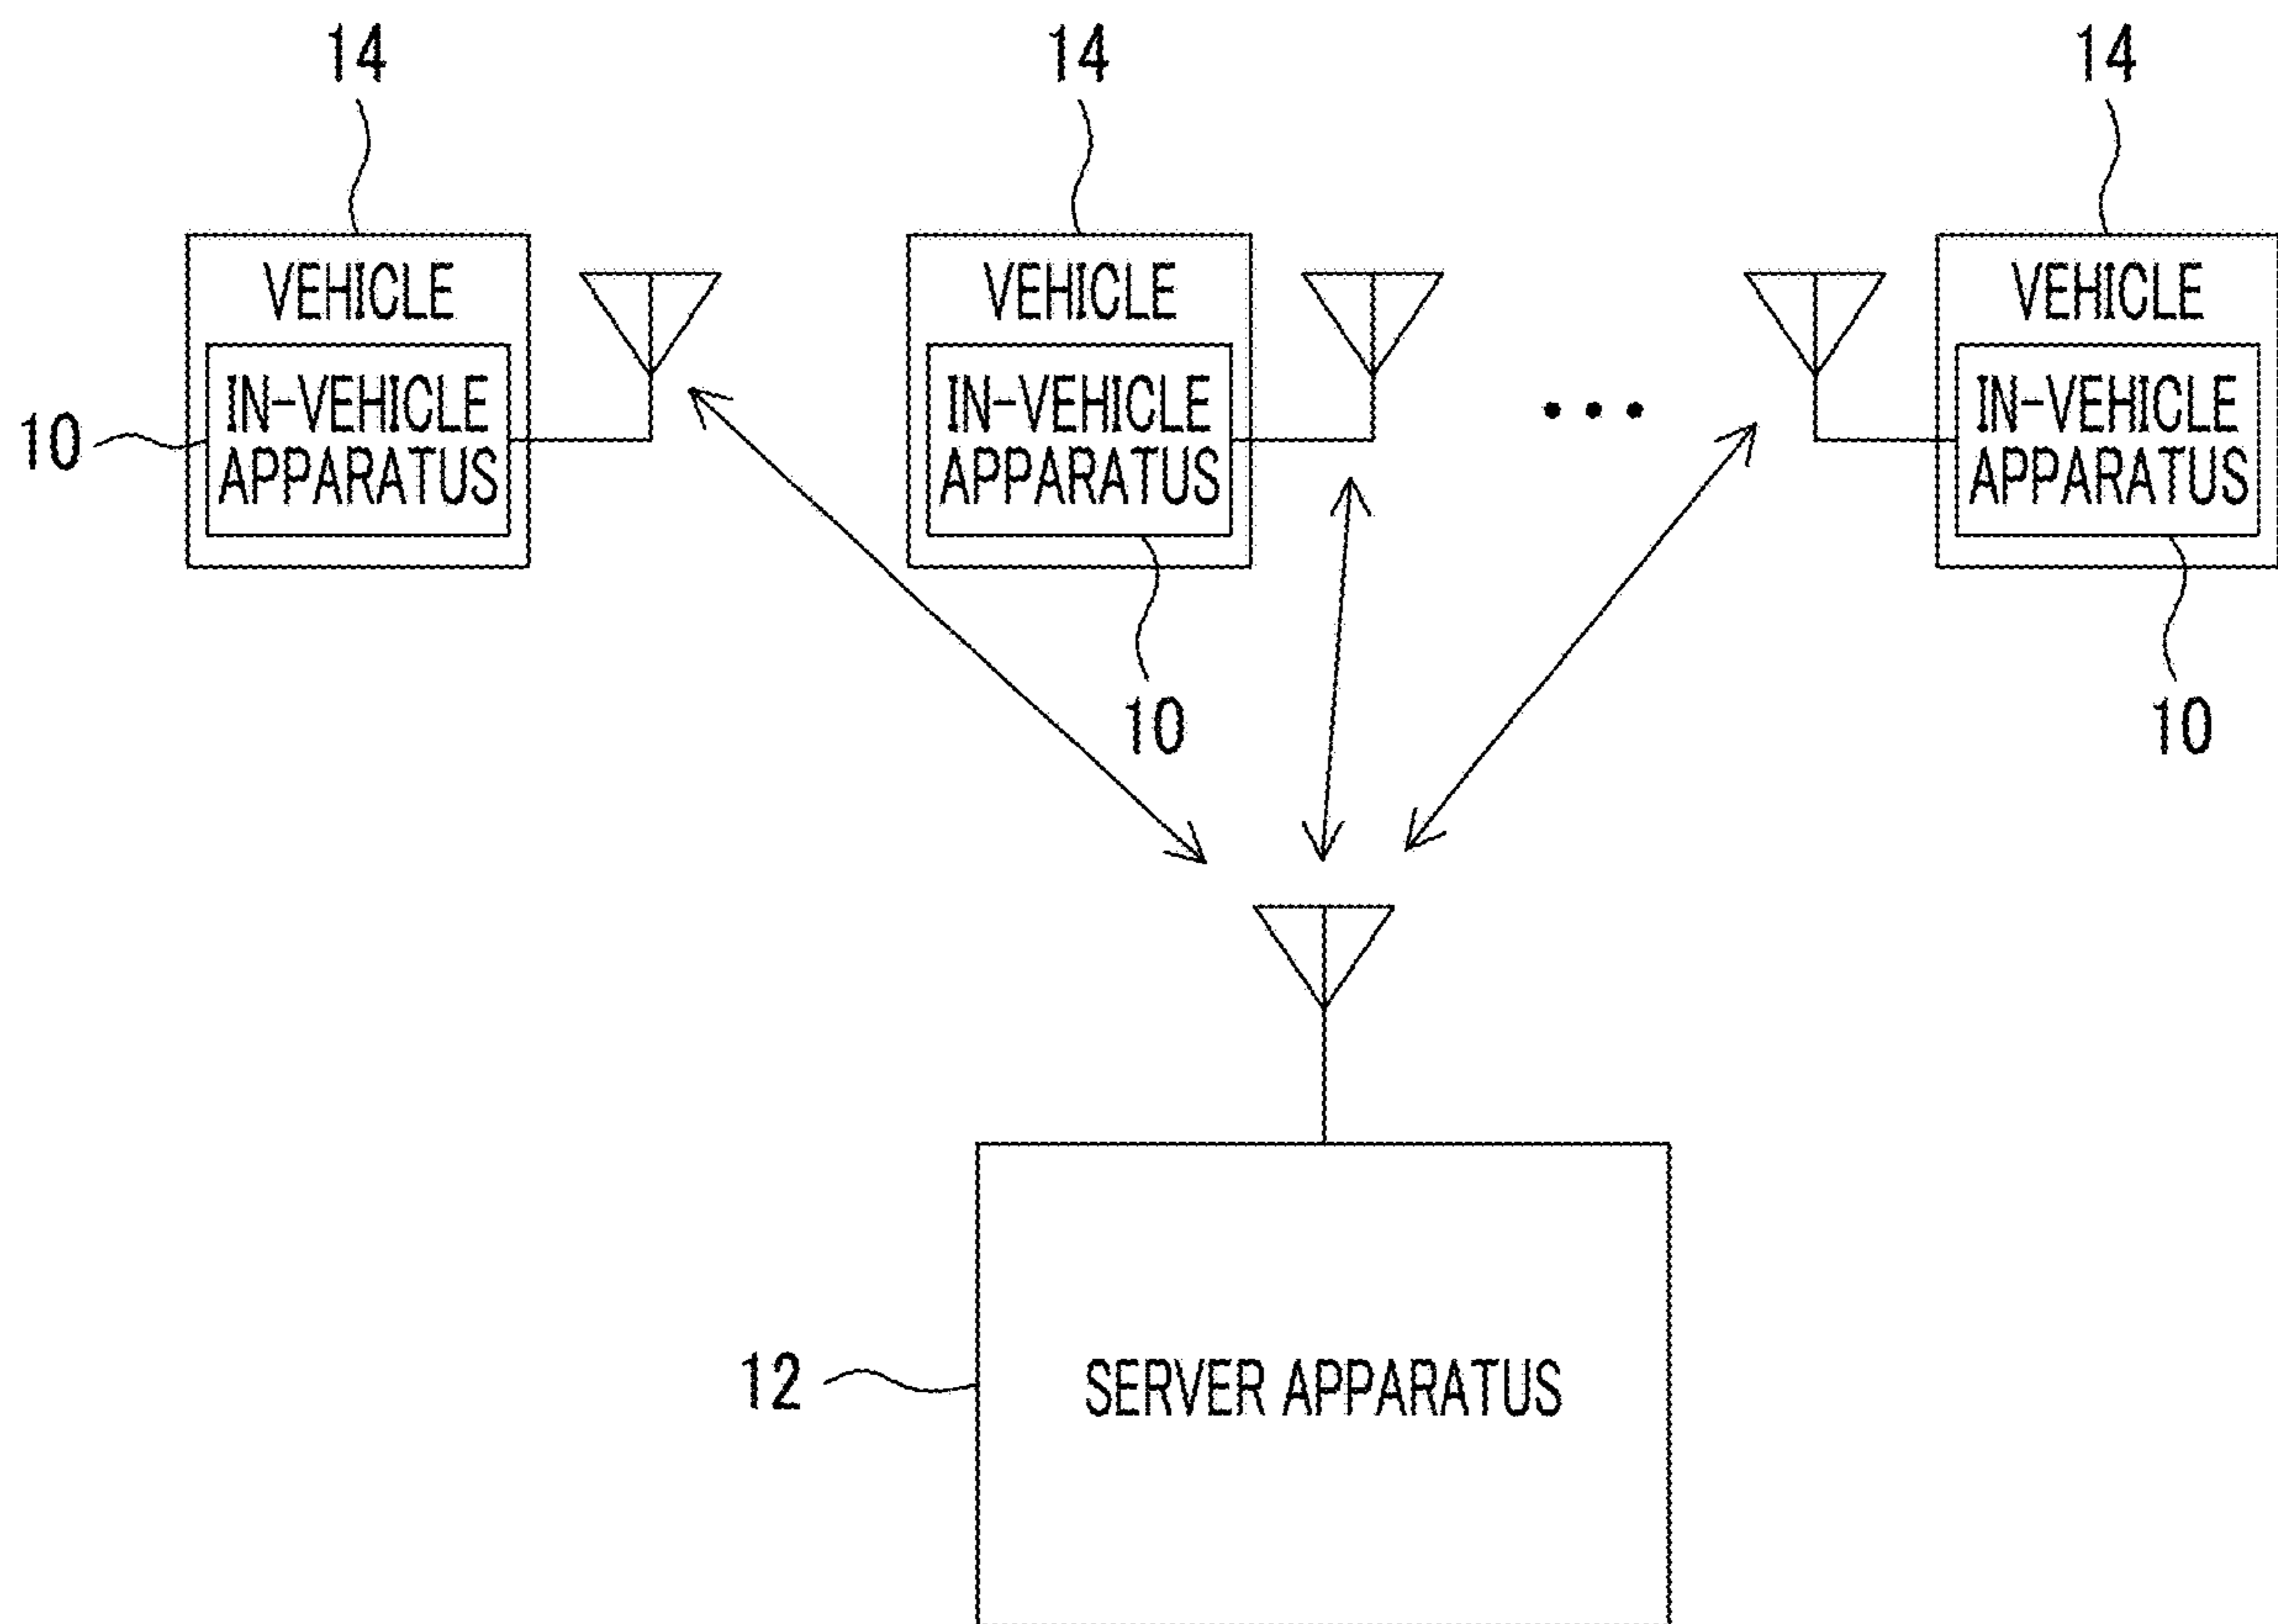 14
14
14
VEHICLE
VEHICLE
VEHICLE
10
IN-VEHICLE
APPARATUS
IN-VEHICLE
APPARATUS
...
IN-VEHICLE
APPARATUS
10
10
12
SERVER APPARATUS